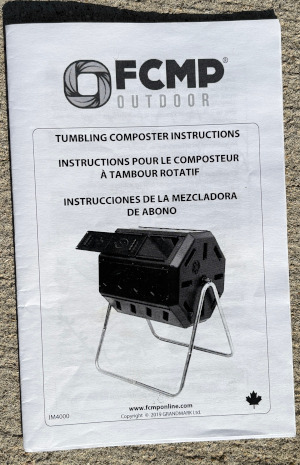 FCMP®
OUTDOOR
TUMBLING COMPOSTER INSTRUCTIONS
INSTRUCTIONS POUR LE COMPOSTEUR
À TAMBOUR ROTATIF
INSTRUCCIONES DE LA MEZCLADORA
DE ABONO
www.fcmponline.com
IM4000
Copyright © 2019 GRANDMARK Ltd.